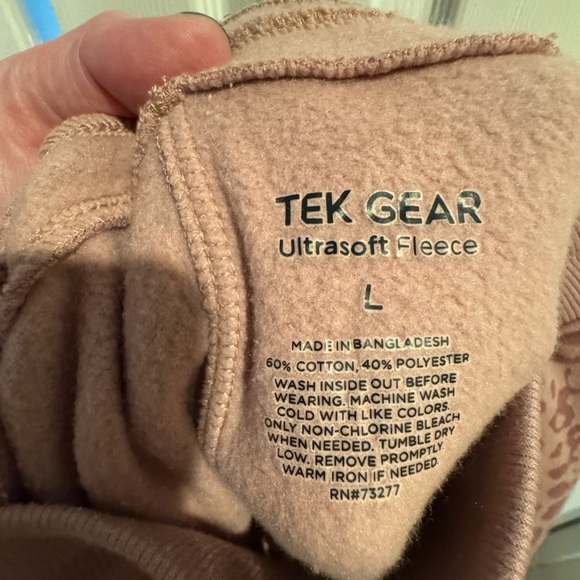 TEK GEAR
Ultrasoft Fleece
L
MADE IN BANGLADESH
60% COTTON, 40% POLYESTER
WASH INSIDE OUT BEFORE
WEARING. MACHINE WASH
COLD WITH LIKE COLORS.
ONLY NON-CHLORINE BLEACH
WHEN NEEDED. TUMBLE DRY
LOW. REMOVE PROMPTLY.
WARM IRON IF NEEDED.
RN#73277